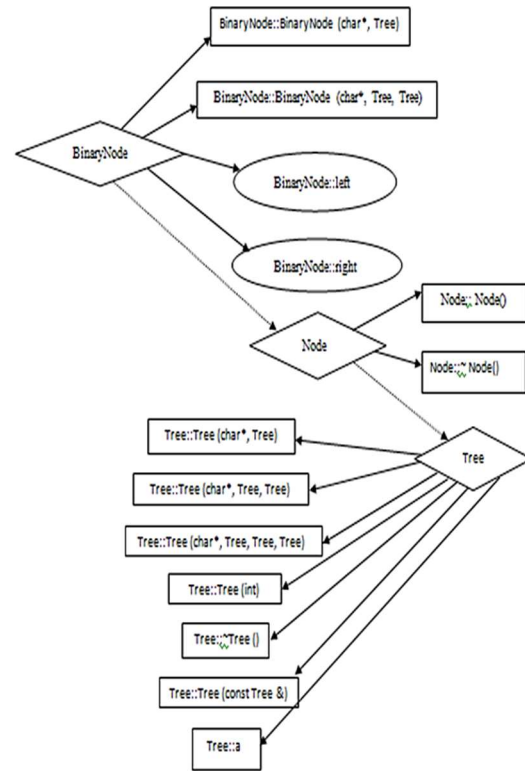 BinaryNode::BinaryNode (char*, Tree)
BinaryNode::BinaryNode (char*, Tree, Tree)
BinaryNode
BinaryNode::left
BinaryNode::right
Node:: Node()
Node
Node::~ Node()
Tree::Tree (char*, Tree)
Tree
Tree::Tree (char*, Tree, Tree)
Tree::Tree (char*, Tree, Tree, Tree)
Tree::Tree (int)
Tree::~Tree ()
Tree::Tree (const Tree &)
Tree::a